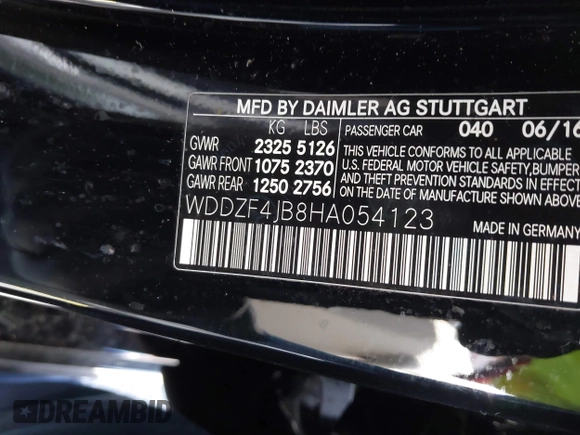 MFD BY DAIMLER AG STUTTGART
KG LBS
GVWR 2325 5126
GAWR FRONT 1075 2370
GAWR REAR 1250 2756
PASSENGER CAR 040 06/16
THIS VEHICLE CONFORMS TO ALL APPLICABLE
U.S. FEDERAL MOTOR VEHICLE SAFETY, BUMPER
AND THEFT PREVENTION STANDARDS IN EFFECT
ON THE DATE OF MANUFACTURE SHOWN ABOVE.
WDDZF4JB8HA054123
MADE IN GERMANY
DREAMBID